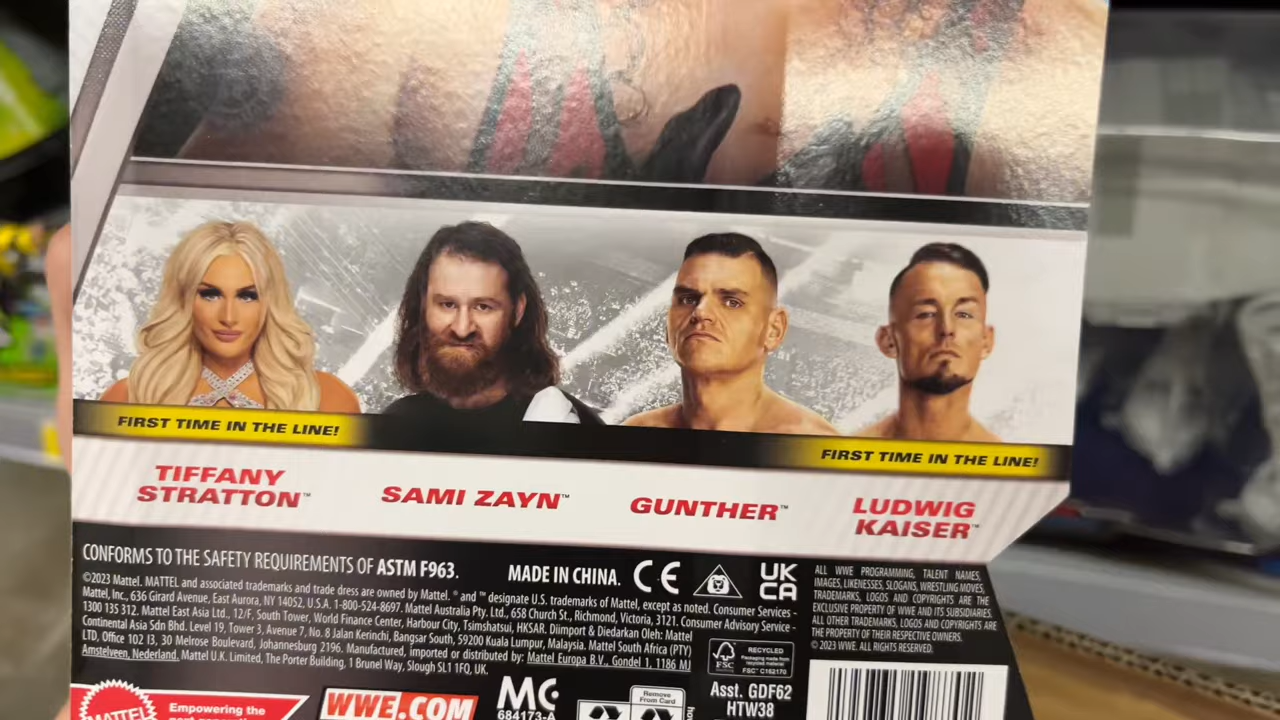 FIRST TIME IN THE LINE!
FIRST TIME IN THE LINE!
TIFFANY
STRATTON™
SAMI ZAYN™
GUNTHER™
LUDWIG
KAISER™
CONFORMS TO THE SAFETY REQUIREMENTS OF ASTM F963.
MADE IN CHINA.
CE
UK
CA
©2023 Mattel. MATTEL and associated trademarks and trade dress are owned by Mattel. ® and ™ designate U.S. trademarks of Mattel, except as noted. Consumer Services -
Mattel, Inc., 636 Girard Avenue, East Aurora, NY 14052, U.S.A. 1-800-524-8697. Mattel Australia Pty. Ltd., 658 Church St., Richmond, Victoria, 3121. Consumer Advisory Service -
1300 135 312. Mattel East Asia Ltd., 12/F, South Tower, World Finance Center, Harbour City, Tsimshatsui, HKSAR. Diimport & Diedarkan Oleh: Mattel
Continental Asia Sdn Bhd. Level 19, Tower 3, Avenue 7, No. 8 Jalan Kerinchi, Bangsar South, 59200 Kuala Lumpur, Malaysia. Mattel South Africa (PTY)
LTD, Office 102 I3, 30 Melrose Boulevard, Johannesburg 2196. Manufactured, imported or distributed by: Mattel Europa B.V., Gondel 1, 1186 MJ
Amstelveen, Nederland. Mattel U.K. Limited, The Porter Building, 1 Brunel Way, Slough SL1 1FQ, UK.
ALL WWE PROGRAMMING, TALENT NAMES,
IMAGES, LIKENESSES, SLOGANS, WRESTLING MOVES,
TRADEMARKS, LOGOS AND COPYRIGHTS ARE THE
EXCLUSIVE PROPERTY OF WWE AND ITS SUBSIDIARIES.
ALL OTHER TRADEMARKS, LOGOS AND COPYRIGHTS ARE
THE PROPERTY OF THEIR RESPECTIVE OWNERS.
© 2023 WWE. ALL RIGHTS RESERVED.
FSC
RECYCLED
Packaging made from
recycled material
FSC® C162170
MATTEL
Empowering the
WWE.COM
MC
684173-A
Remove
From Card
Asst. GDF62
HTW38